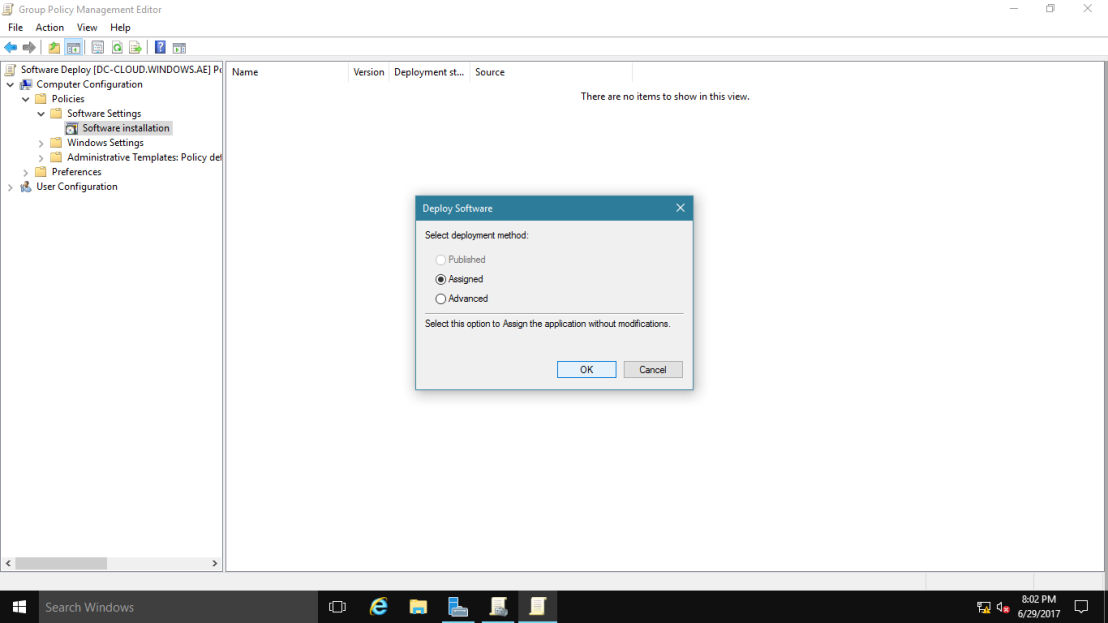 Group Policy Management Editor
File Action View Help
Software Deploy [DC-CLOUD.WINDOWS.AE] Po
Computer Configuration
Policies
Software Settings
Software installation
Windows Settings
Administrative Templates: Policy def
Preferences
User Configuration
Name Version Deployment st... Source
There are no items to show in this view.
Deploy Software
Select deployment method:
Published
Assigned
Advanced
Select this option to Assign the application without modifications.
OK Cancel
Search Windows
8:02 PM
6/29/2017